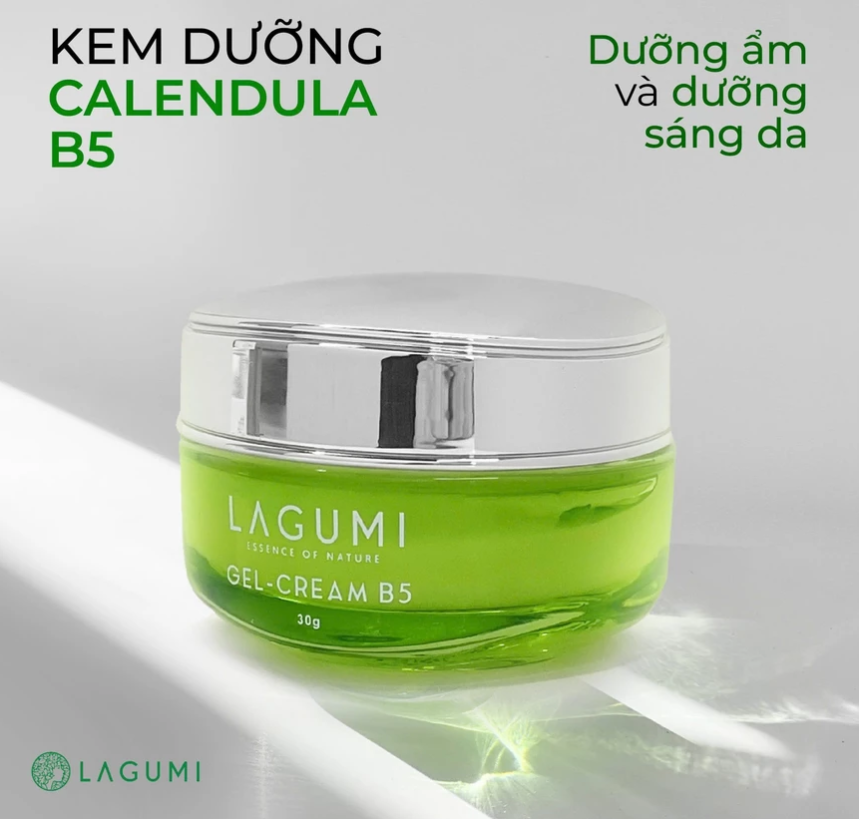 KEM DƯỠNG
CALENDULA
B5
Dưỡng ẩm
và dưỡng
sáng da
LAGUMI
ESSENCE OF NATURE
GEL-CREAM B5
30g
LAGUMI